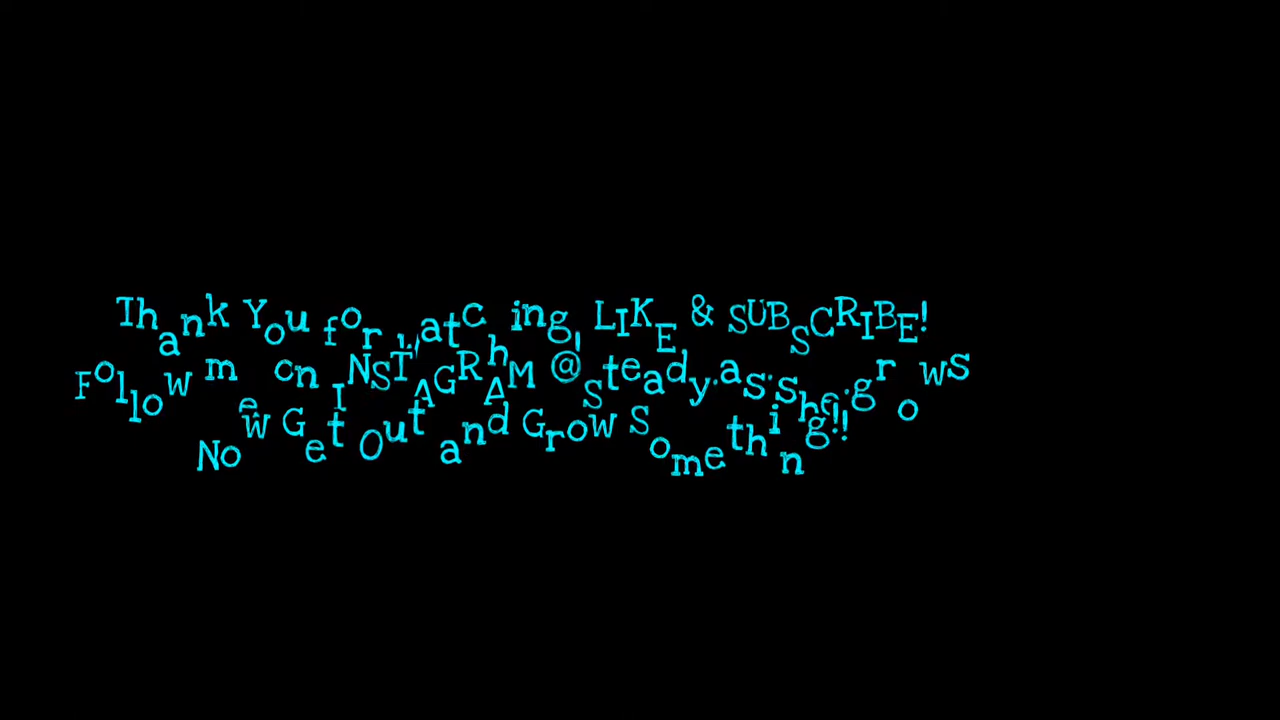 Thank You for watching, LIKE & SUBSCRIBE!
Follow me on INSTAGRAM @steady.as.she.grows
Now Get Out and Grow Something!!